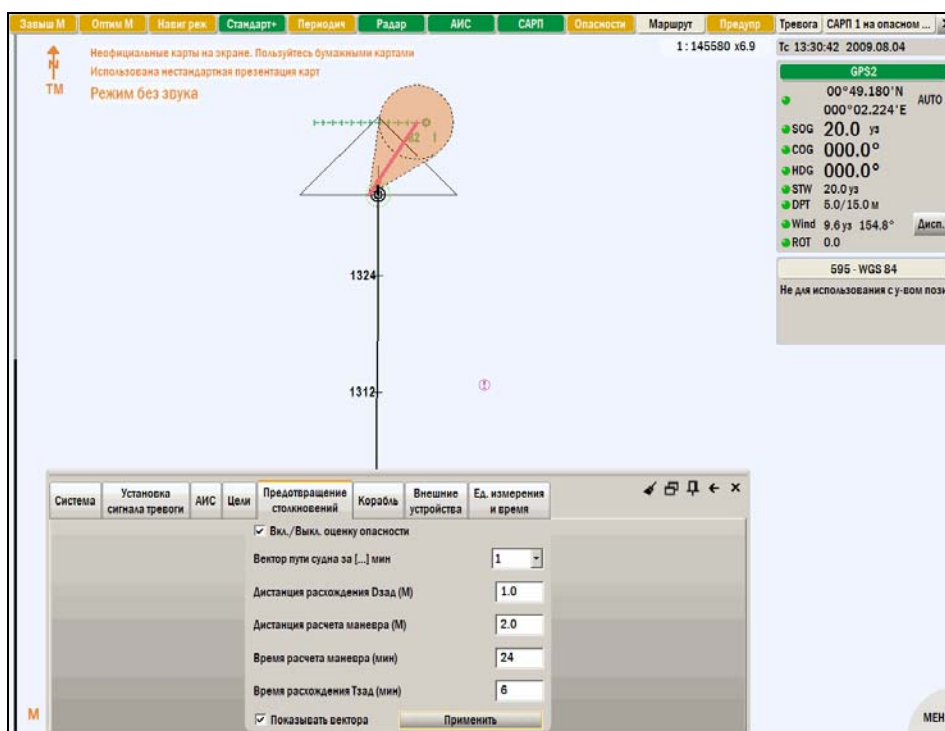 Завыш М Оптим М Навиг реж Стандарт+ Периодич Радар АИС САРП Опасности Маршрут Предупр Тревога САРП 1 на опасном ...
1:145580 x6.9 Tc 13:30:42 2009.08.04
Неофициальные карты на экране. Пользуйтесь бумажными картами
Использована нестандартная презентация карт
Режим без звука
N
TM
GPS2
00°49.180'N
000°02.224'E AUTO
SOG 20.0 уз
COG 000.0°
HDG 000.0°
STW 20.0 уз
DPT 5.0/15.0 м
Wind 9.6 уз 154.8° Дисп.
ROT 0.0
595 - WGS 84
Не для использования с у-вом пози
1
1324
1312
Система Установка сигнала тревоги АИС Цели Предотвращение столкновений Корабль Внешние устройства Ед. измерения и время
Вкл./Выкл. оценку опасности
Вектор пути судна за [...] мин 1
Дистанция расхождения Dзад (М) 1.0
Дистанция расчета маневра (М) 2.0
Время расчета маневра (мин) 24
Время расхождения Tзад (мин) 6
Показывать вектора Применить
М
МЕН